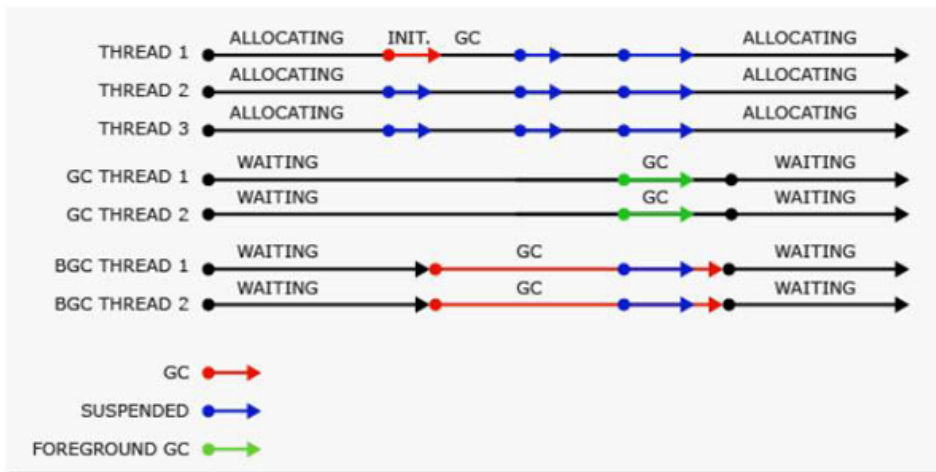 ALLOCATING INIT. GC ALLOCATING
THREAD 1
ALLOCATING
THREAD 2
ALLOCATING ALLOCATING
THREAD 3
WAITING GC WAITING
GC THREAD 1
WAITING GC WAITING
GC THREAD 2
WAITING GC WAITING
BGC THREAD 1
WAITING GC WAITING
BGC THREAD 2
GC
SUSPENDED
FOREGROUND GC